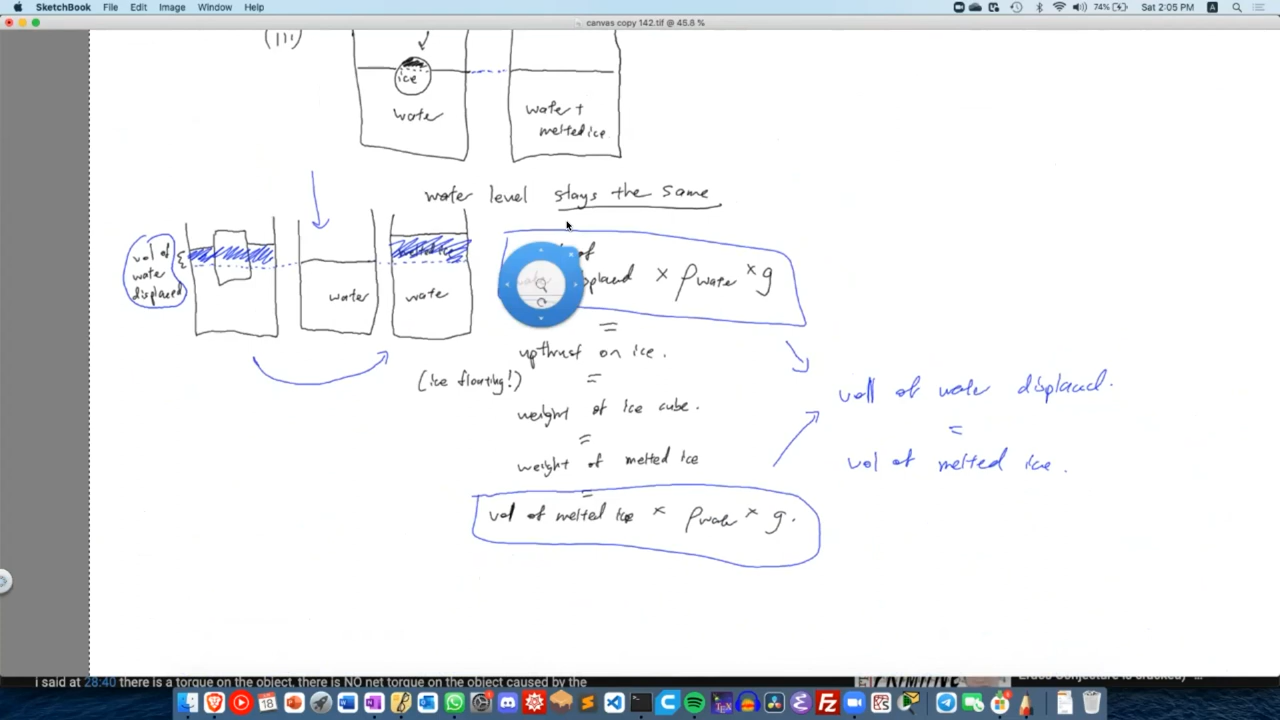 SketchBook File Edit Image Window Help
74% Sat 2:05 PM
canvas copy 142.tif @ 45.8 %
(iii)
ice
water
water +
melted ice
water level stays the same
vol of
water
displaced
water
water
of
displaced × ρwater × g
=
upthrust on ice.
(ice floating!)
=
weight of ice cube.
=
weight of melted ice
=
vol of melted ice × ρwater × g.
voll of water displaced.
=
vol of melted ice.
i said at 28:40 there is a torque on the object, there is NO net torque on the object caused by the